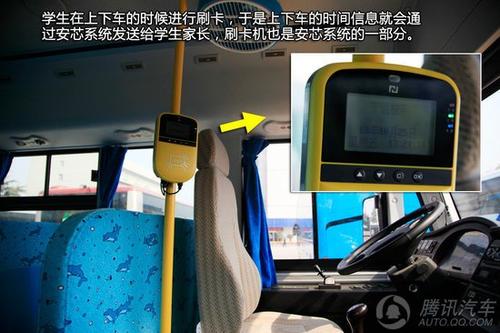 学生在上下车的时候进行刷卡，于是上下车的时间信息就会通
过安芯系统发送给学生家长，刷卡机也是安芯系统的一部分。
腾讯汽车
AUTO.QQ.COM